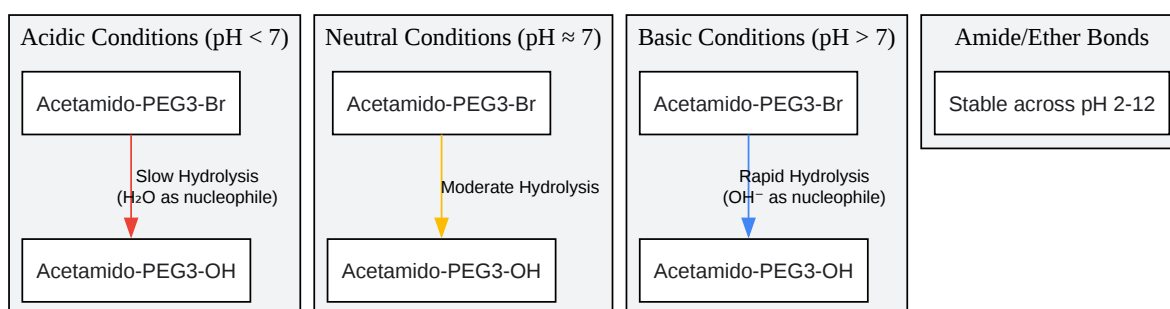 Acidic Conditions (pH < 7)
Acetamido-PEG3-Br
Slow Hydrolysis
(H₂O as nucleophile)
Acetamido-PEG3-OH
Neutral Conditions (pH ≈ 7)
Acetamido-PEG3-Br
Moderate Hydrolysis
Acetamido-PEG3-OH
Basic Conditions (pH > 7)
Acetamido-PEG3-Br
Rapid Hydrolysis
(OH⁻ as nucleophile)
Acetamido-PEG3-OH
Amide/Ether Bonds
Stable across pH 2-12